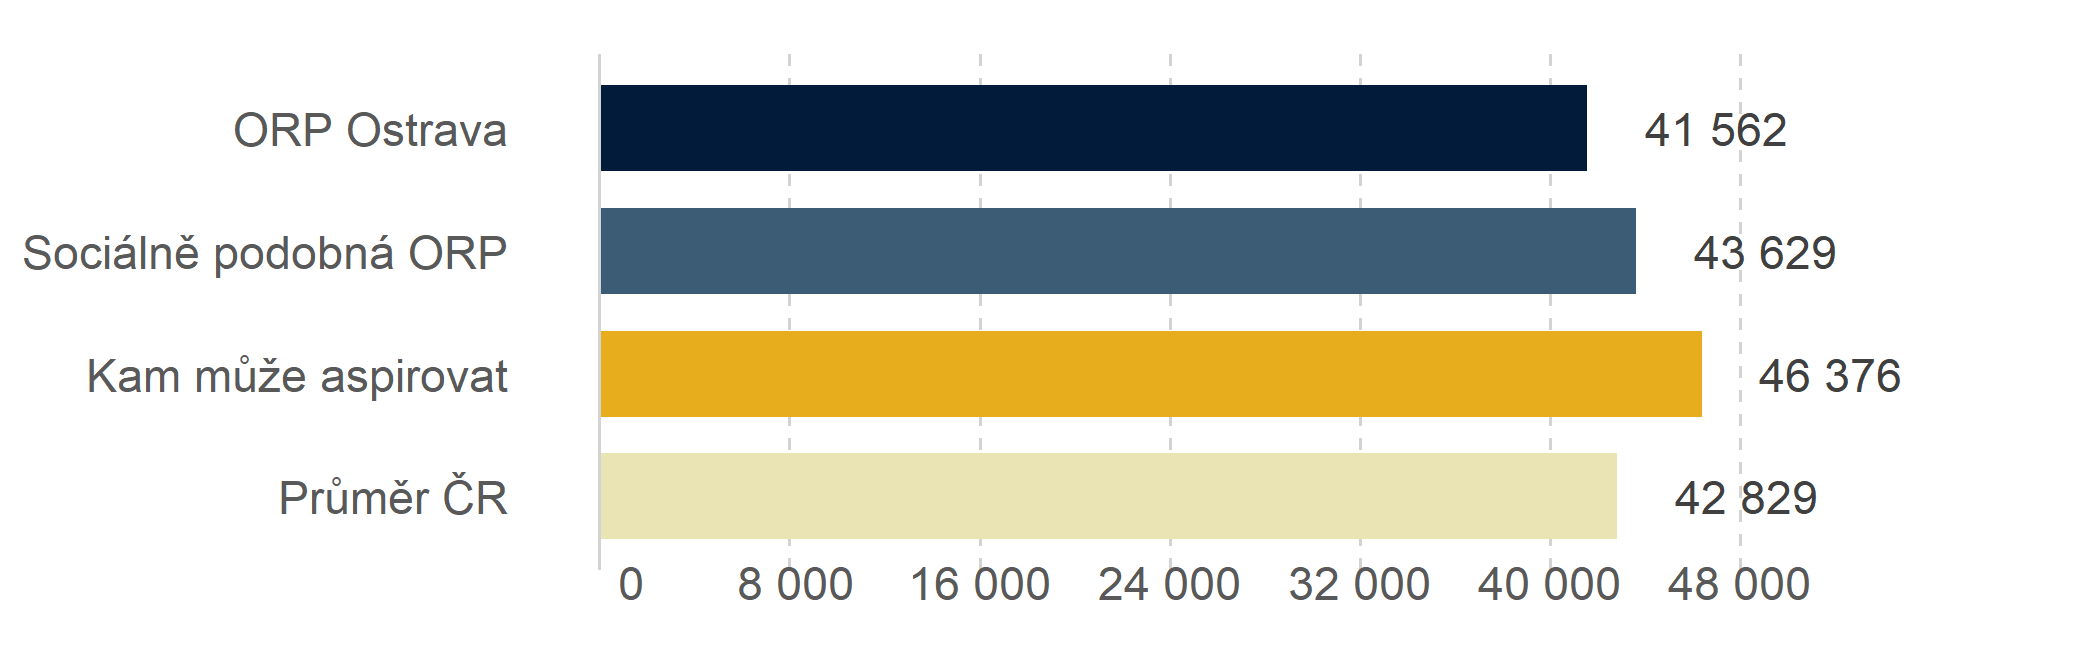 ORP Ostrava
41 562
Sociálně podobná ORP
43 629
Kam může aspirovat
46 376
Průměr ČR
42 829
0 8 000 16 000 24 000 32 000 40 000 48 000